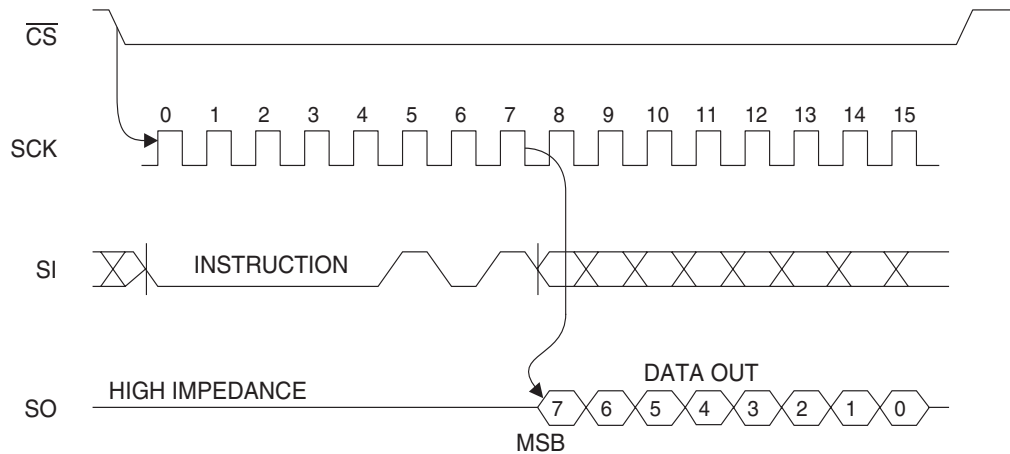 CS
0 1 2 3 4 5 6 7 8 9 10 11 12 13 14 15
SCK
SI
INSTRUCTION
HIGH IMPEDANCE
DATA OUT
SO
7 6 5 4 3 2 1 0
MSB